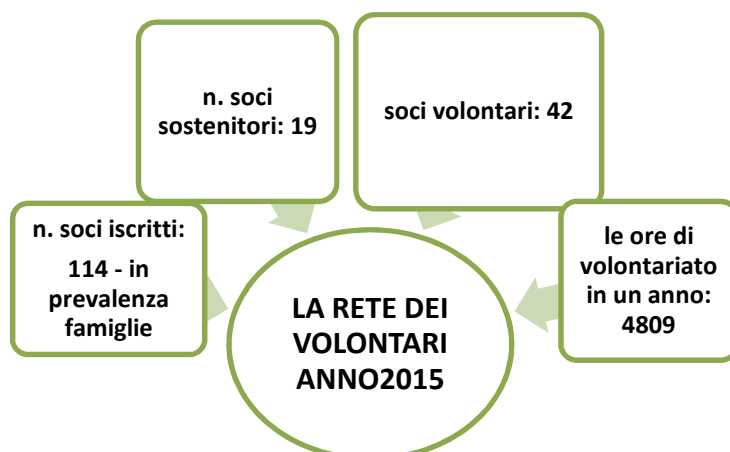 n. soci
sostenitori: 19
soci volontari: 42
n. soci iscritti:
114 - in
prevalenza
famiglie
le ore di
volontariato
in un anno:
4809
LA RETE DEI
VOLONTARI
ANNO2015